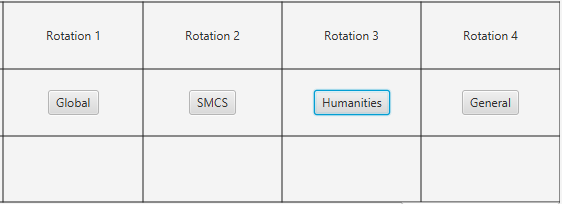 Rotation 1 Rotation 2 Rotation 3 Rotation 4
Global SMCS Humanities General